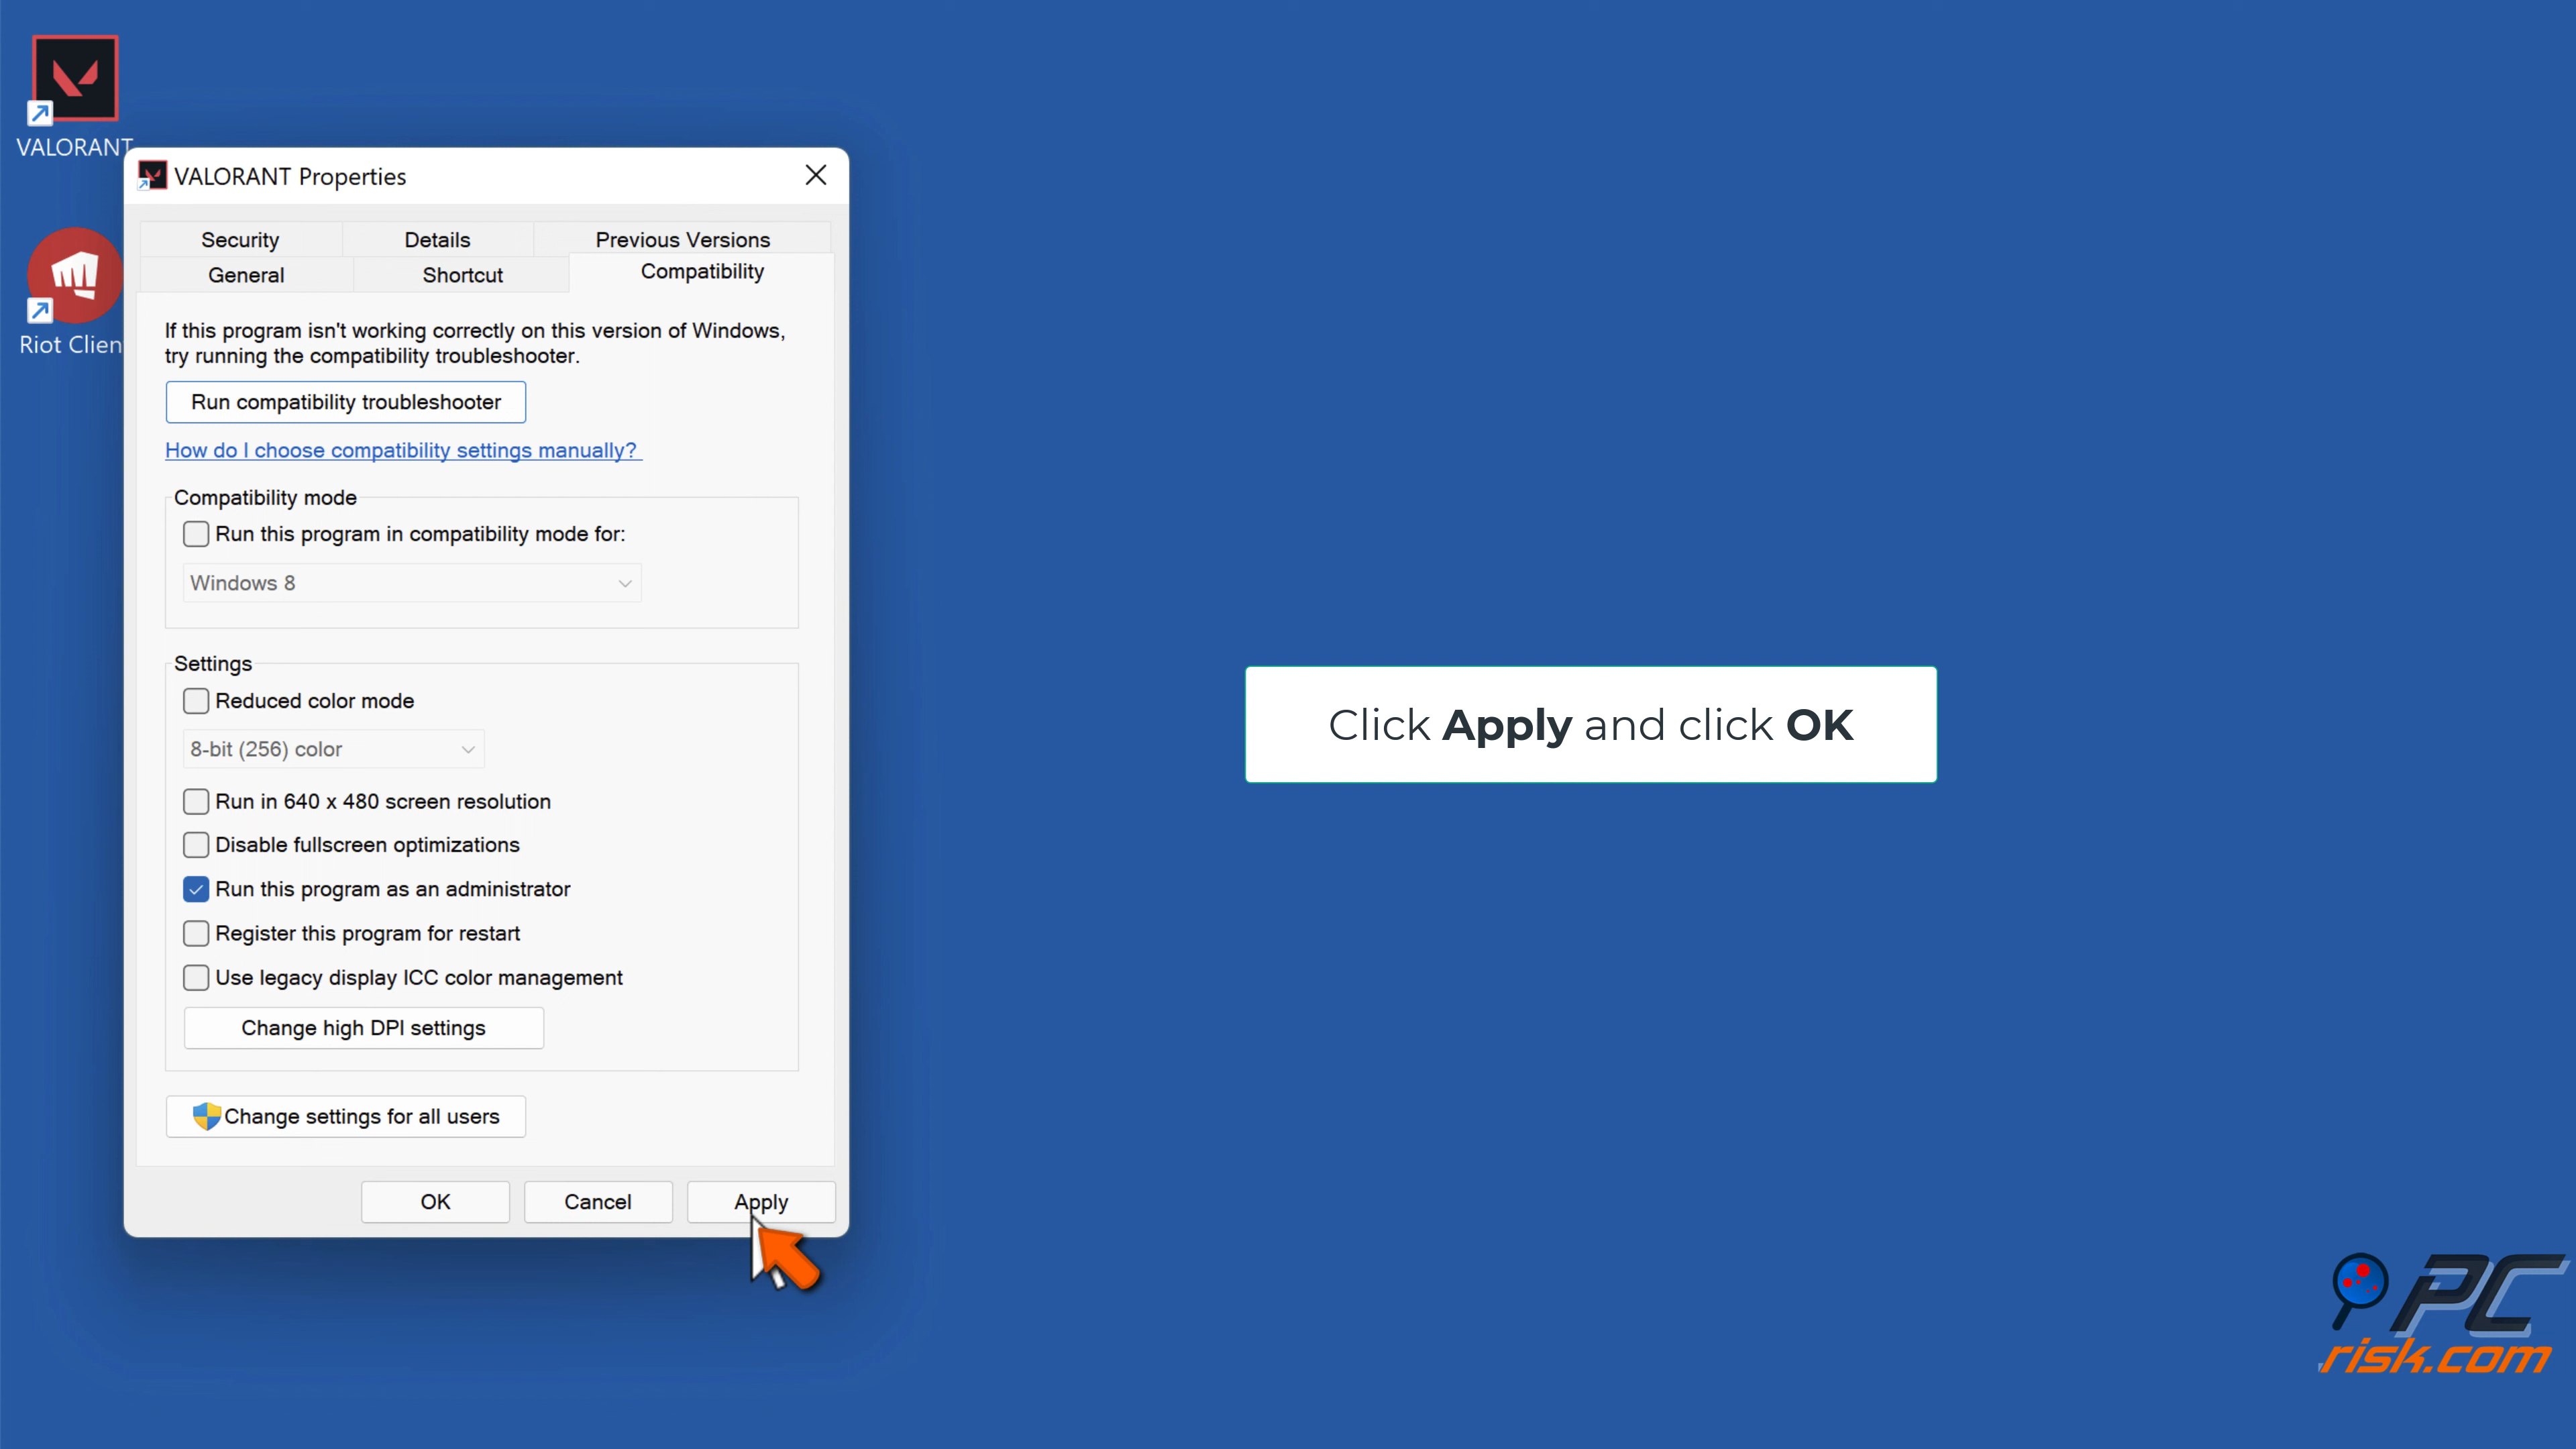 VALORANT
Riot Clien
VALORANT Properties
Security Details Previous Versions
General Shortcut Compatibility
If this program isn't working correctly on this version of Windows,
try running the compatibility troubleshooter.
Run compatibility troubleshooter
How do I choose compatibility settings manually?
Compatibility mode
Run this program in compatibility mode for:
Windows 8
Settings
Reduced color mode
8-bit (256) color
Run in 640 x 480 screen resolution
Disable fullscreen optimizations
Run this program as an administrator
Register this program for restart
Use legacy display ICC color management
Change high DPI settings
Change settings for all users
OK Cancel Apply
Click Apply and click OK
PC
risk.com